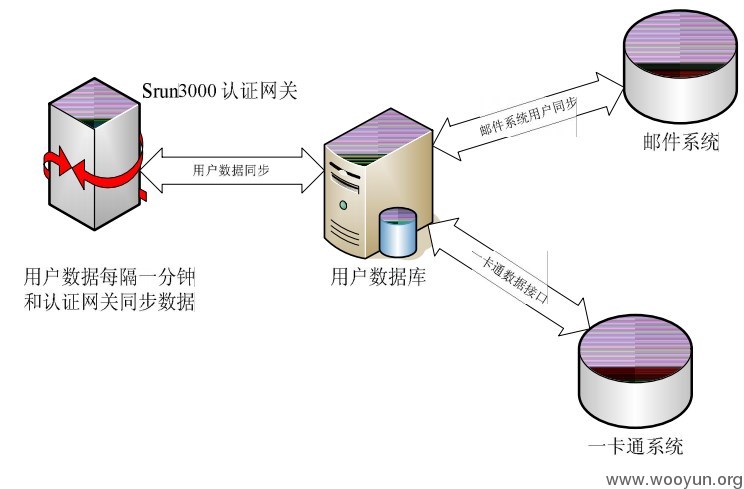 Srun3000 认证网关
邮件系统用户同步
邮件系统
用户数据同步
用户数据每隔一分钟
和认证网关同步数据
用户数据库
一卡通数据接口
一卡通系统
www.wooyun.org